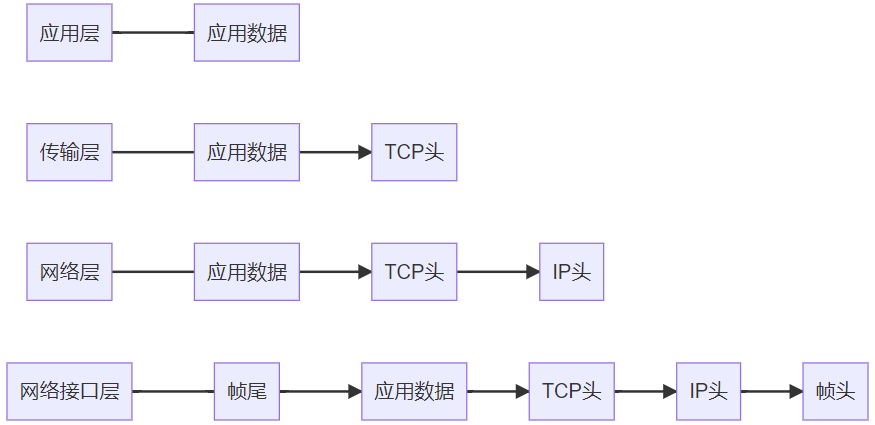 应用层 应用数据
传输层 应用数据 TCP头
网络层 应用数据 TCP头 IP头
网络接口层 帧尾 应用数据 TCP头 IP头 帧头